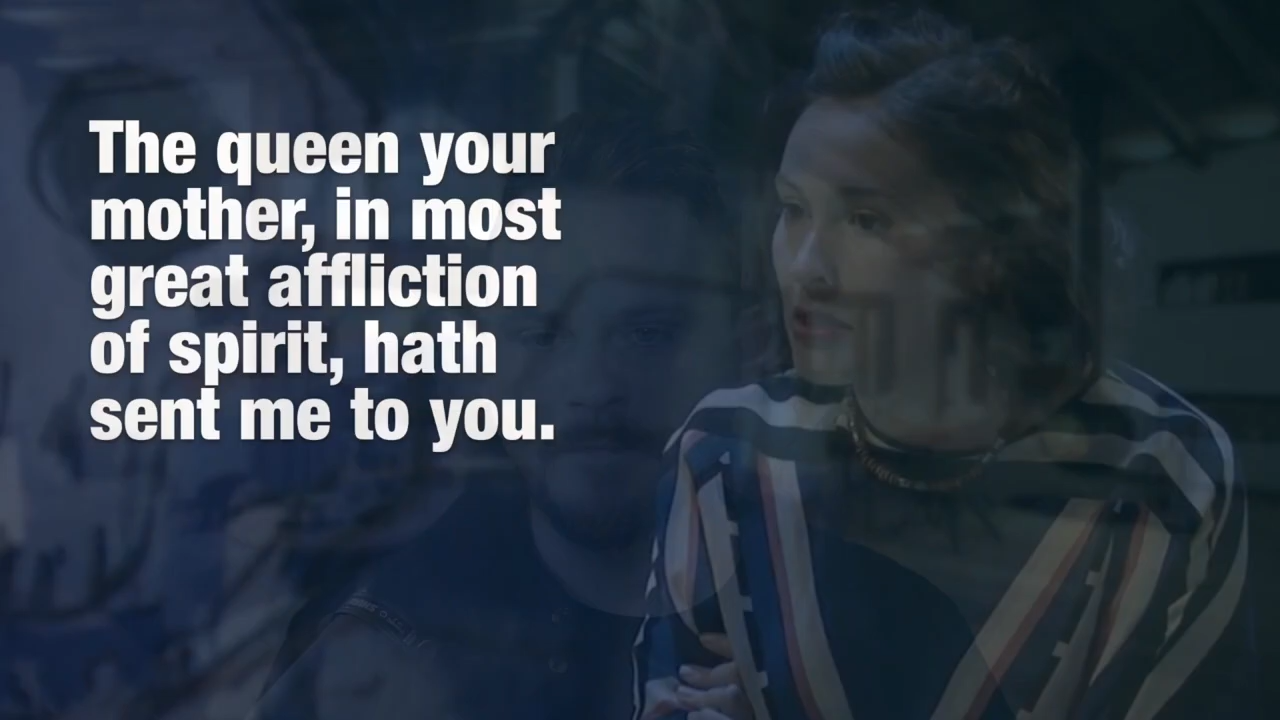 The queen your
mother, in most
great affliction
of spirit, hath
sent me to you.